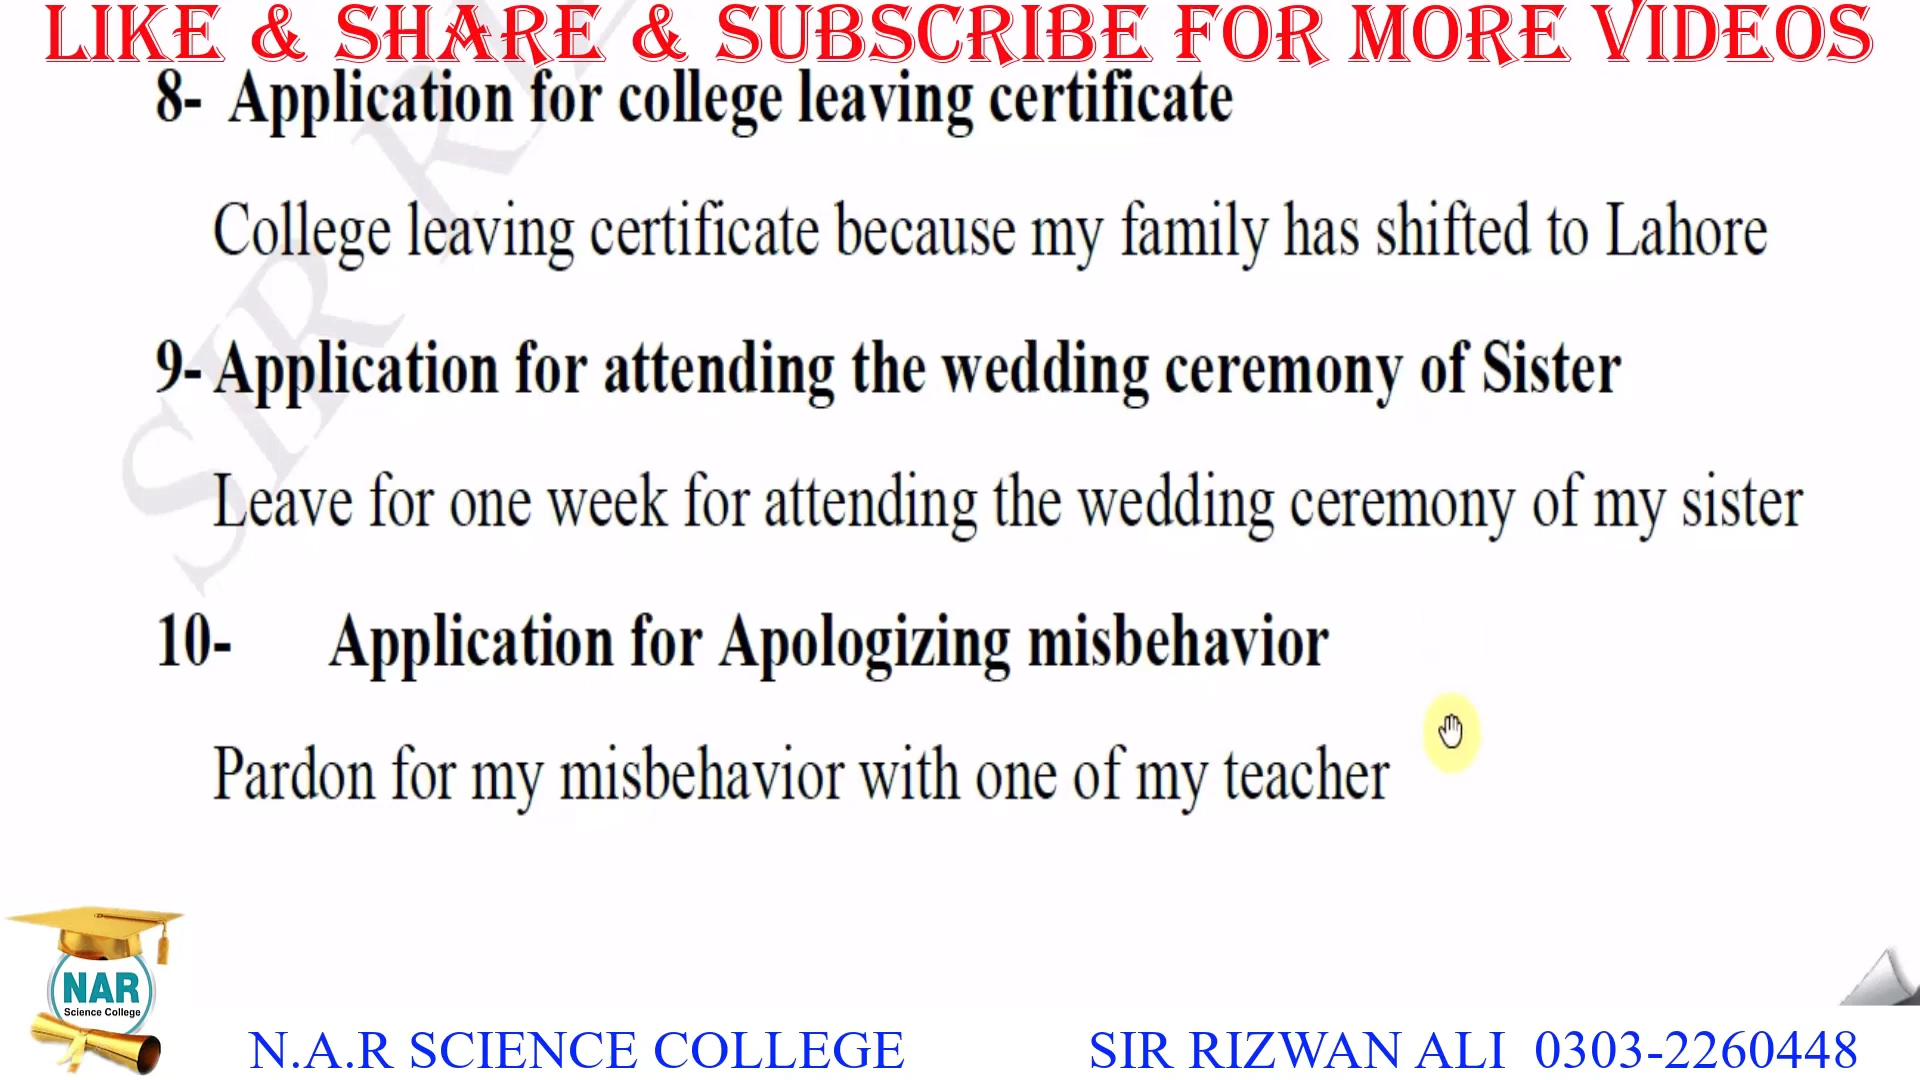 LIKE & SHARE & SUBSCRIBE FOR MORE VIDEOS
8- Application for college leaving certificate
College leaving certificate because my family has shifted to Lahore
9- Application for attending the wedding ceremony of Sister
Leave for one week for attending the wedding ceremony of my sister
10- Application for Apologizing misbehavior
Pardon for my misbehavior with one of my teacher
SIR RI
NAR
Science College
N.A.R SCIENCE COLLEGE SIR RIZWAN ALI 0303-2260448